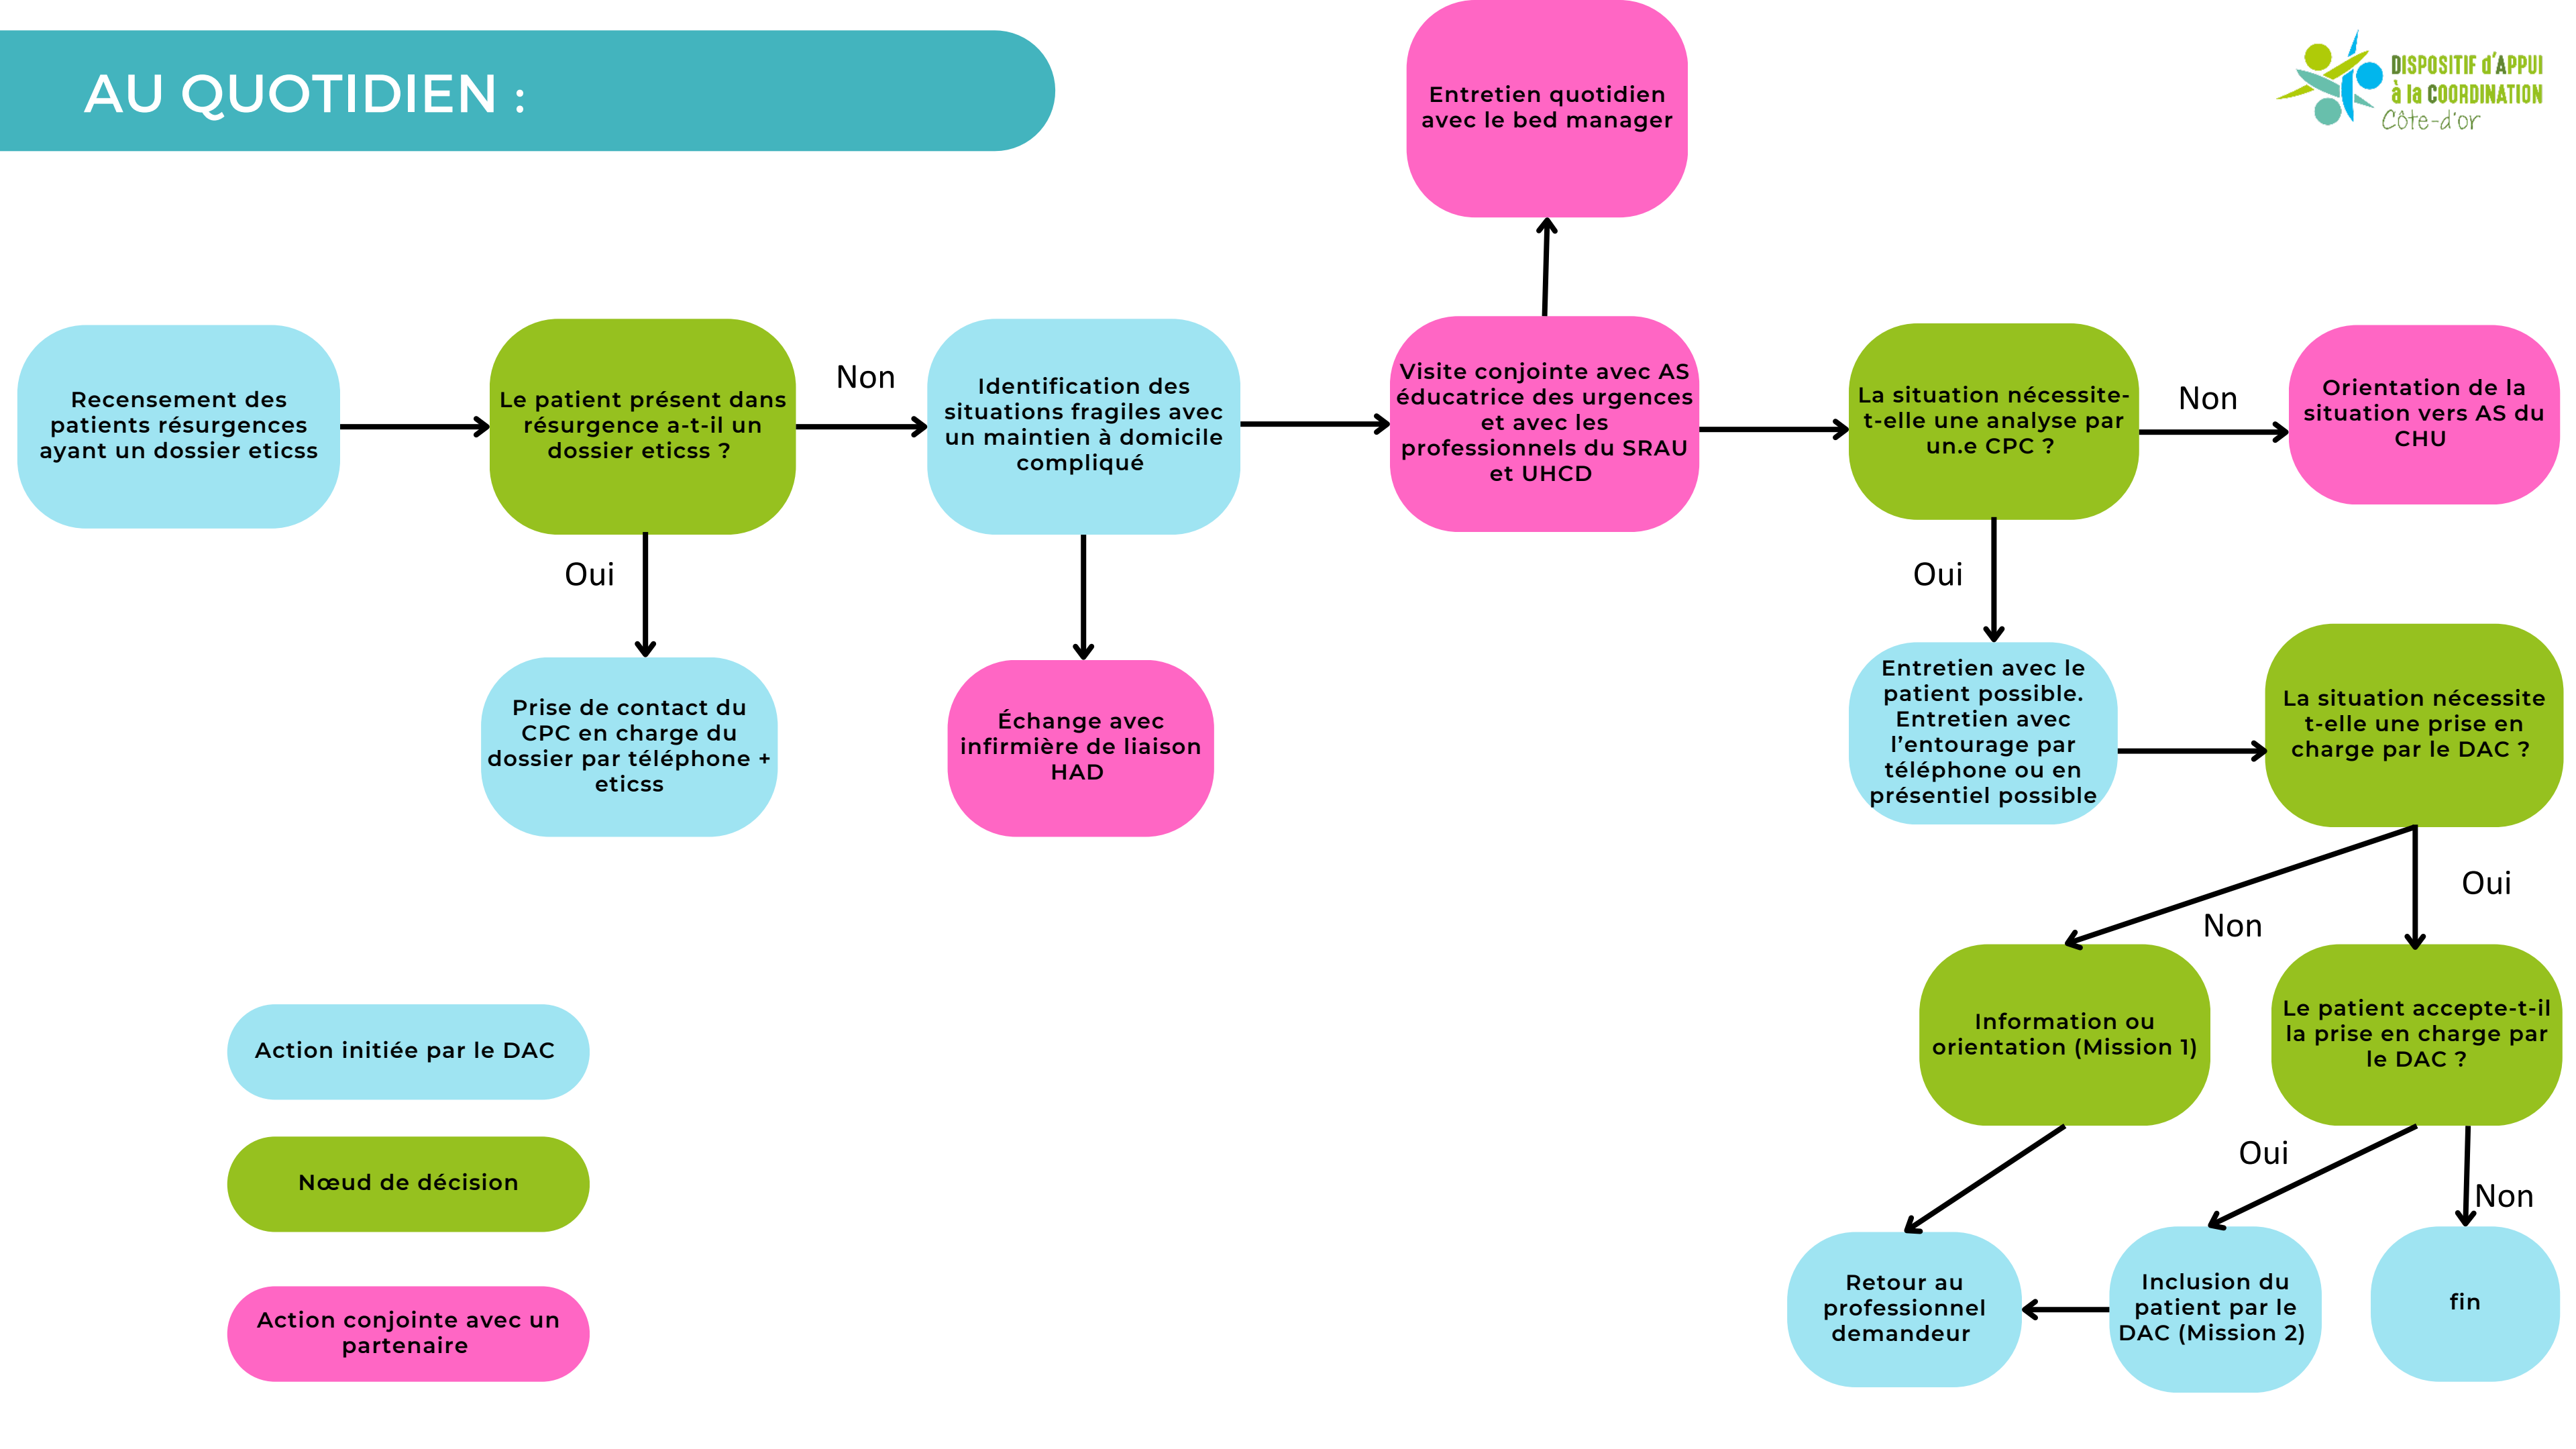 AU QUOTIDIEN :
DISPOSITIF d'APPUI
à la COORDINATION
Côte-d'or
Entretien quotidien
avec le bed manager
Recensement des
patients résurgences
ayant un dossier eticss
Le patient présent dans
résurgence a-t-il un
dossier eticss ?
Non
Oui
Identification des
situations fragiles avec
un maintien à domicile
compliqué
Visite conjointe avec AS
éducatrice des urgences
et avec les
professionnels du SRAU
et UHCD
La situation nécessite-
t-elle une analyse par
un.e CPC ?
Non
Oui
Orientation de la
situation vers AS du
CHU
Prise de contact du
CPC en charge du
dossier par téléphone +
eticss
Échange avec
infirmière de liaison
HAD
Entretien avec le
patient possible.
Entretien avec
l’entourage par
téléphone ou en
présentiel possible
La situation nécessite
t-elle une prise en
charge par le DAC ?
Non
Oui
Information ou
orientation (Mission 1)
Le patient accepte-t-il
la prise en charge par
le DAC ?
Oui
Non
Retour au
professionnel
demandeur
Inclusion du
patient par le
DAC (Mission 2)
fin
Action initiée par le DAC
Nœud de décision
Action conjointe avec un
partenaire